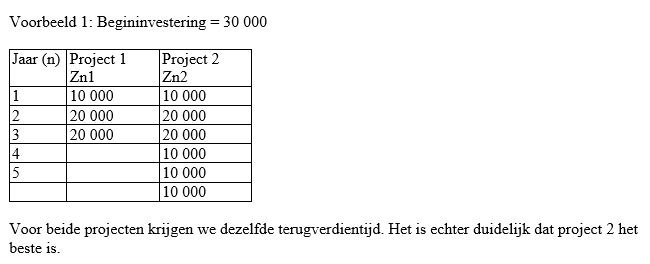 Voorbeeld 1: Begininvestering = 30 000
Jaar (n) Project 1 Project 2
Zn1 Zn2
1 10 000 10 000
2 20 000 20 000
3 20 000 20 000
4 10 000
5 10 000
10 000
Voor beide projecten krijgen we dezelfde terugverdientijd. Het is echter duidelijk dat project 2 het
beste is.